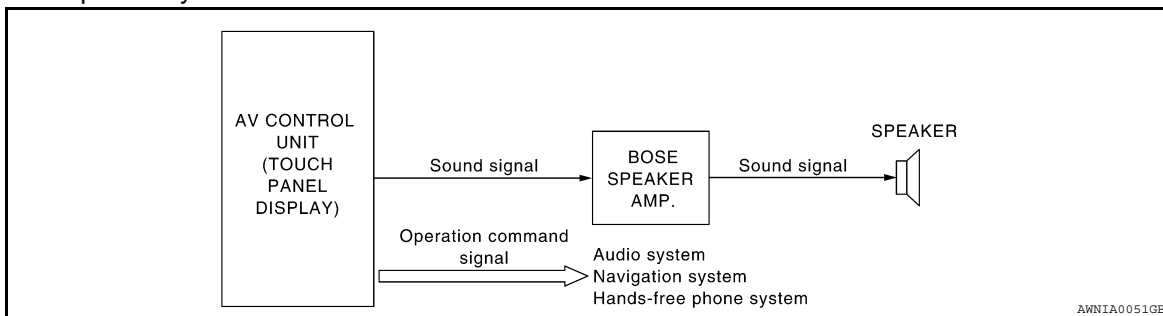 AV CONTROL
UNIT
(TOUCH
PANEL
DISPLAY)
Sound signal
BOSE
SPEAKER
AMP.
Sound signal
SPEAKER
Operation command
signal
Audio system
Navigation system
Hands-free phone system